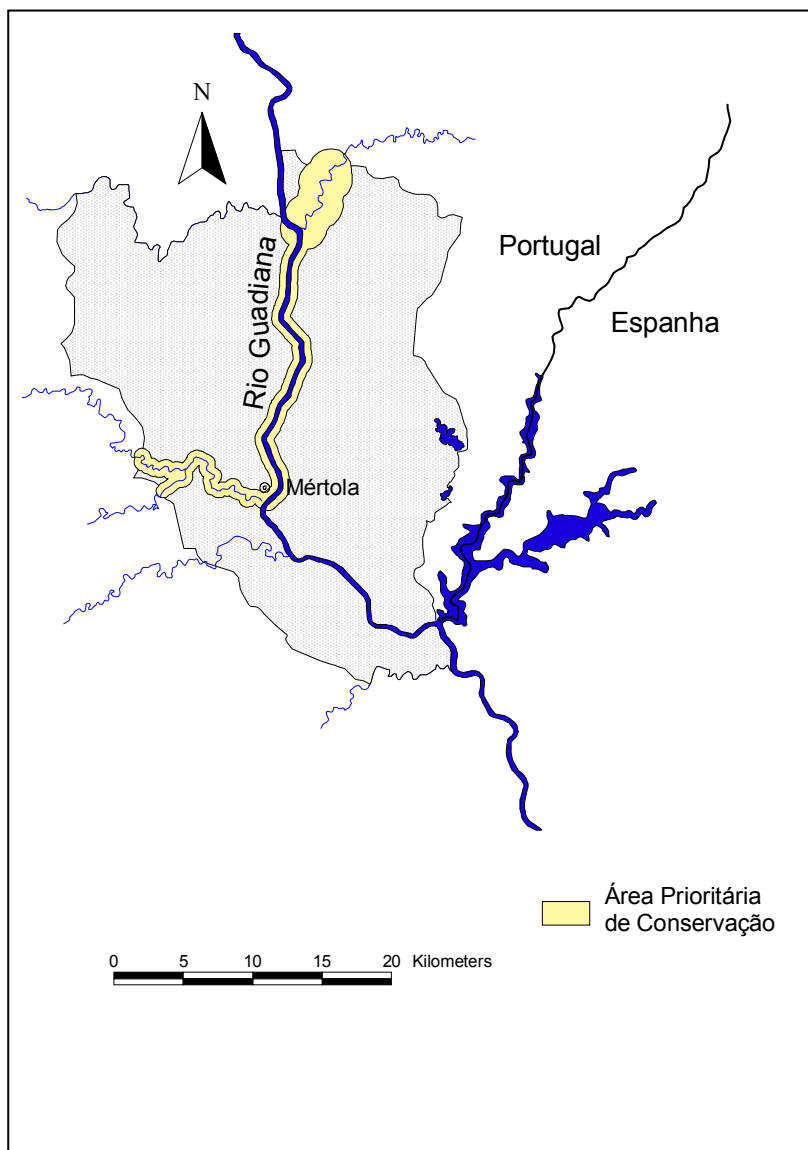 N
Portugal
Espanha
Rio Guadiana
Mértola
Área Prioritária
de Conservação
0 5 10 15 20 Kilometers